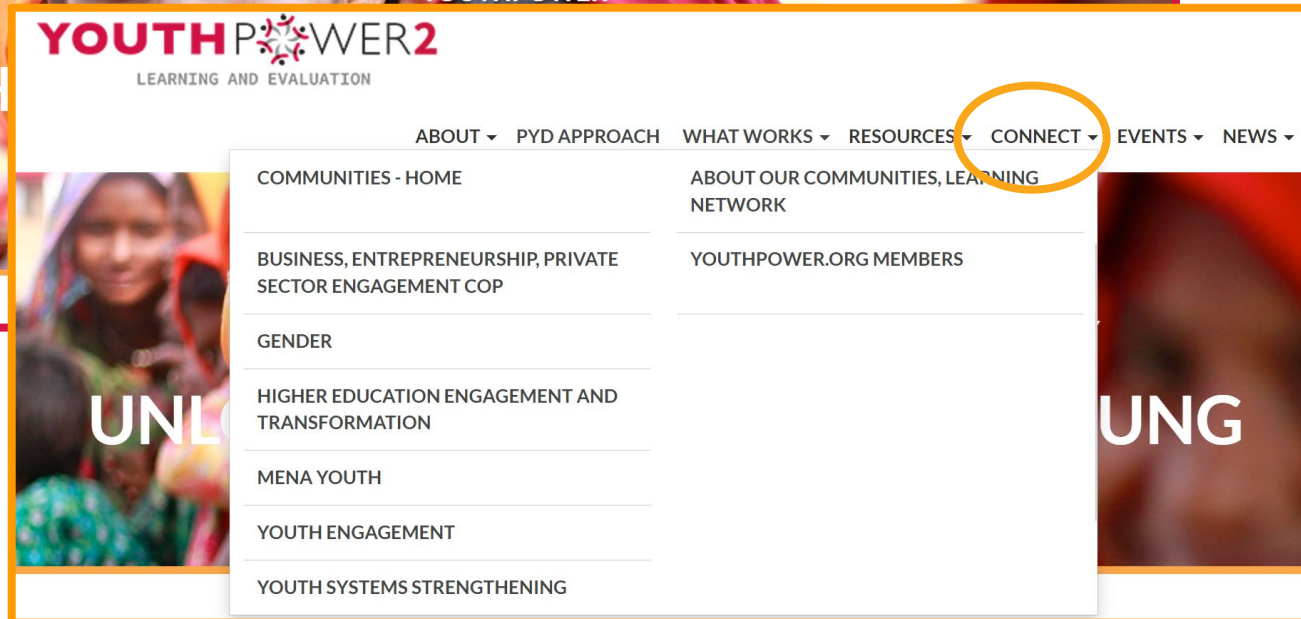 YOUTHPOWER2
LEARNING AND EVALUATION
ABOUT PYD APPROACH WHAT WORKS RESOURCES CONNECT EVENTS NEWS
COMMUNITIES - HOME
BUSINESS, ENTREPRENEURSHIP, PRIVATE
SECTOR ENGAGEMENT COP
GENDER
HIGHER EDUCATION ENGAGEMENT AND
TRANSFORMATION
MENA YOUTH
YOUTH ENGAGEMENT
YOUTH SYSTEMS STRENGTHENING
ABOUT OUR COMMUNITIES, LEARNING
NETWORK
YOUTHPOWER.ORG MEMBERS